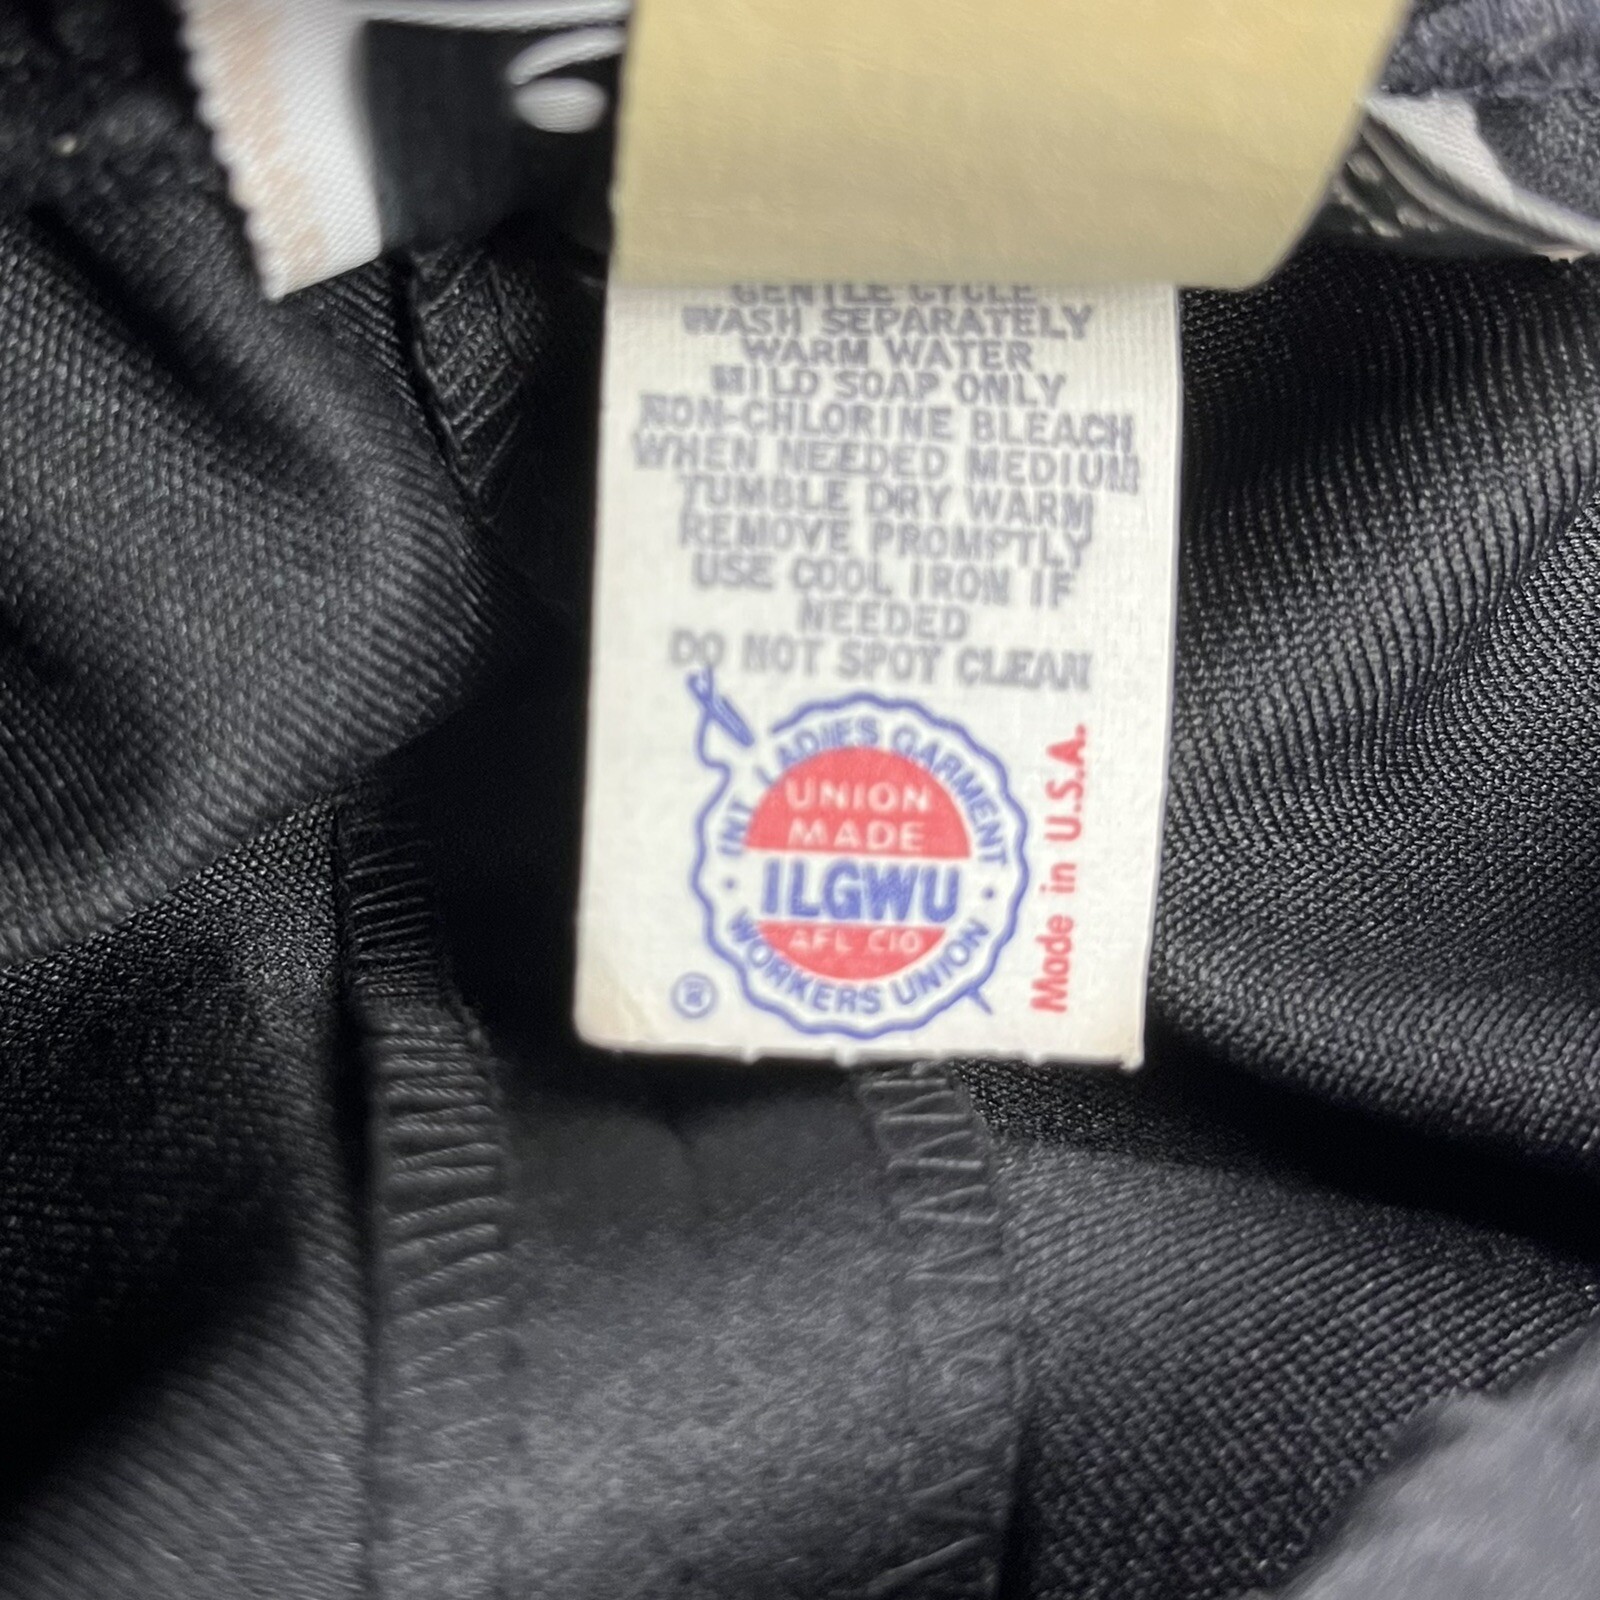 GENTLE CYCLE
WASH SEPARATELY
WARM WATER
MILD SOAP ONLY
NON-CHLORINE BLEACH
WHEN NEEDED MEDIUM
TUMBLE DRY WARM
REMOVE PROMPTLY
USE COOL IRON IF
NEEDED
DO NOT SPOT CLEAN
INT LADIES GARMENT
UNION
MADE
ILGWU
AFL CIO
WORKERS UNION
®
Made in U.S.A.